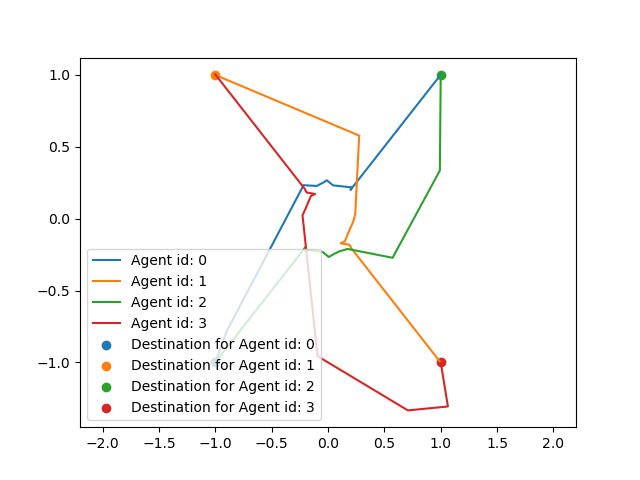 1.0
0.5
0.0
−0.5
−1.0
Agent id: 0
Agent id: 1
Agent id: 2
Agent id: 3
Destination for Agent id: 0
Destination for Agent id: 1
Destination for Agent id: 2
Destination for Agent id: 3
−2.0 −1.5 −1.0 −0.5 0.0 0.5 1.0 1.5 2.0